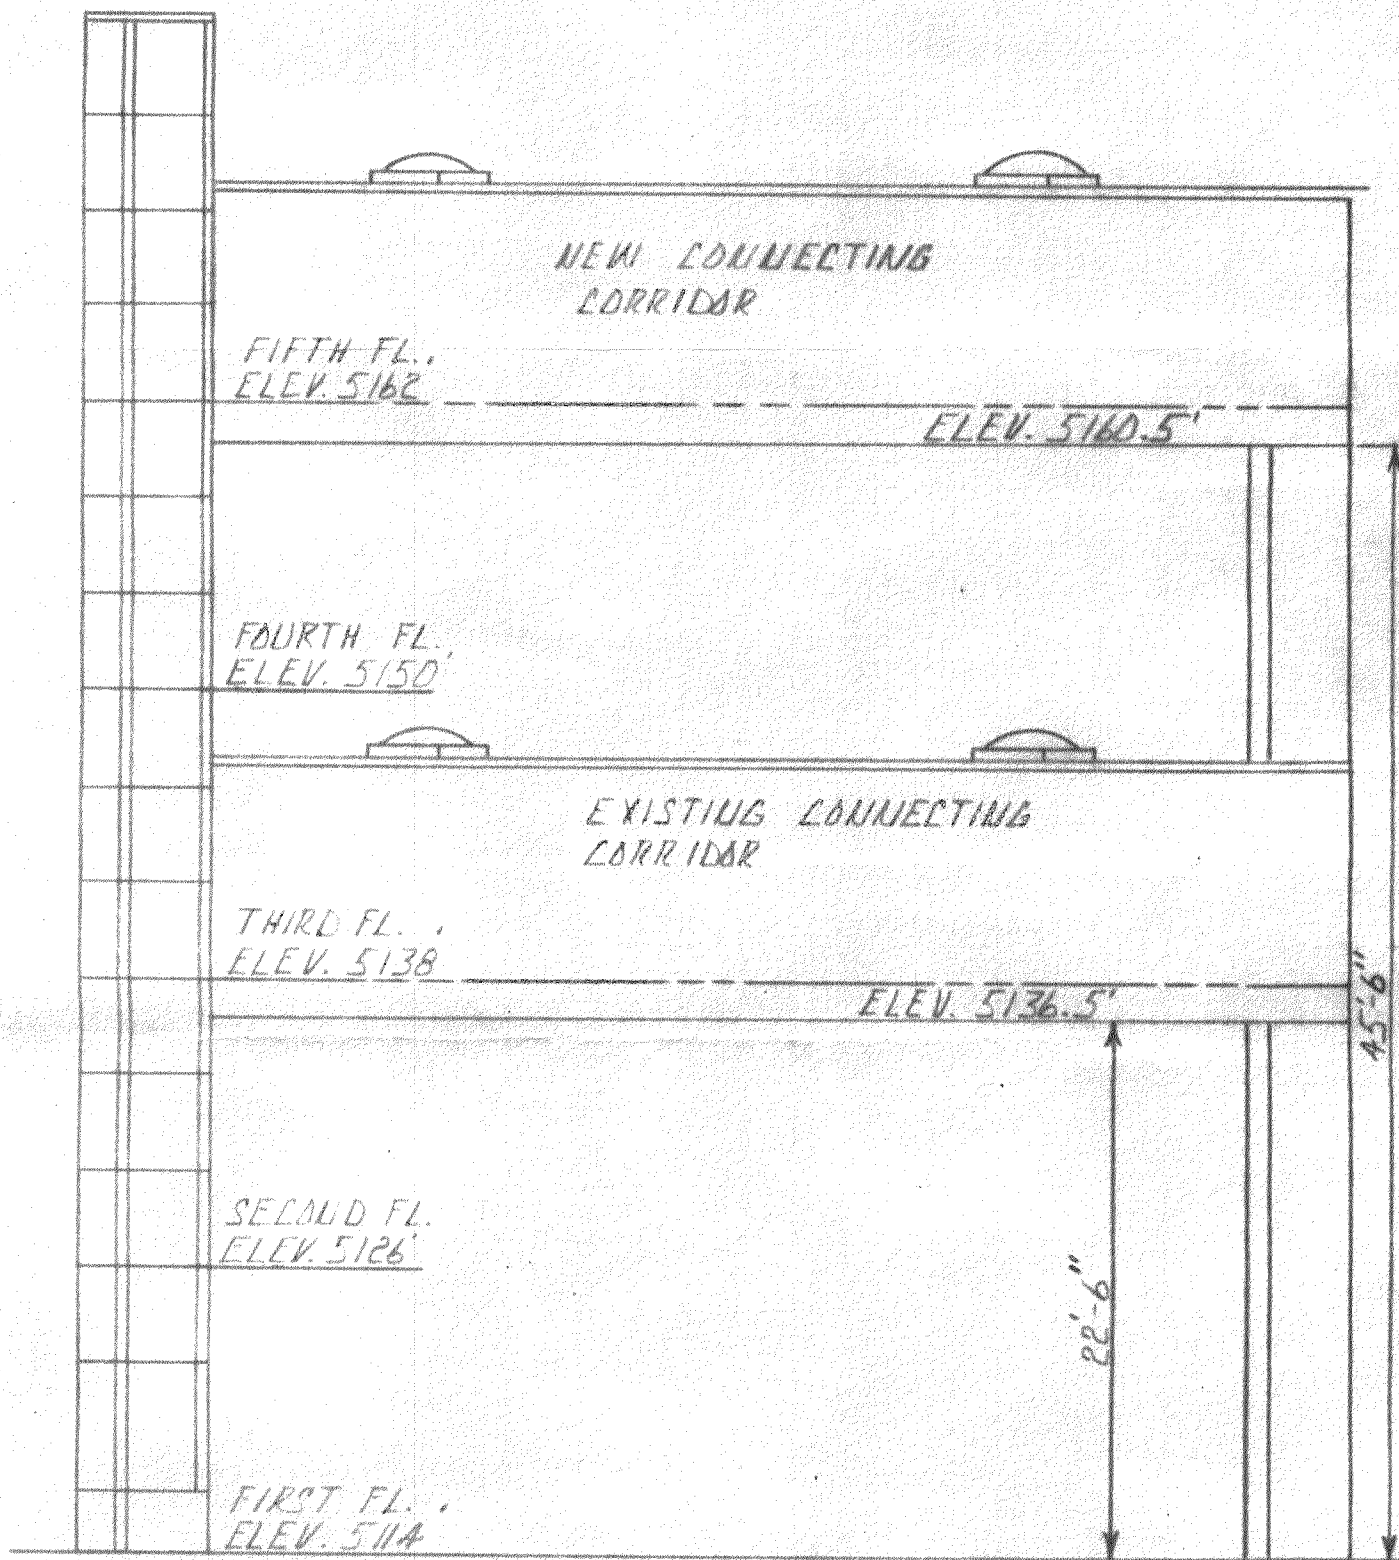 NEW CONNECTING
CORRIDOR
FIFTH FL.
ELEV. 5162'
ELEV. 5160.5'
FOURTH FL.
ELEV. 5150'
EXISTING CONNECTING
CORRIDOR
THIRD FL.
ELEV. 5138'
ELEV. 5136.5'
45'-6"
SECOND FL.
ELEV. 5126'
22'-6"
FIRST FL.
ELEV. 5114'